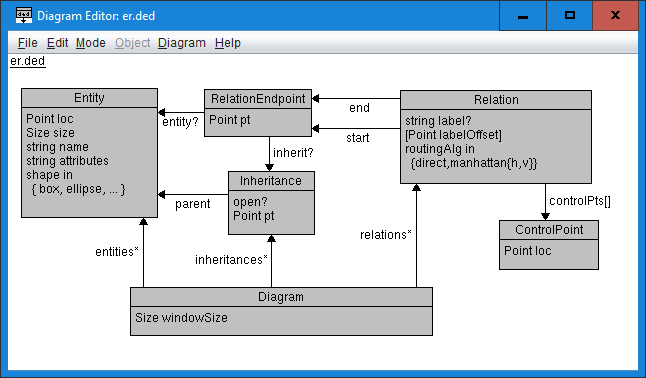 Diagram Editor: er.ded
File Edit Mode Object Diagram Help
er.ded
Entity
Point loc
Size size
string name
string attributes
shape in
{ box, ellipse, ... }
entity?
RelationEndpoint
Point pt
end
start
Relation
string label?
[Point labelOffset]
routingAlg in
{direct,manhattan{h,v}}
inherit?
Inheritance
open?
Point pt
parent
controlPts[]
ControlPoint
Point loc
entities*
inheritances*
relations*
Diagram
Size windowSize